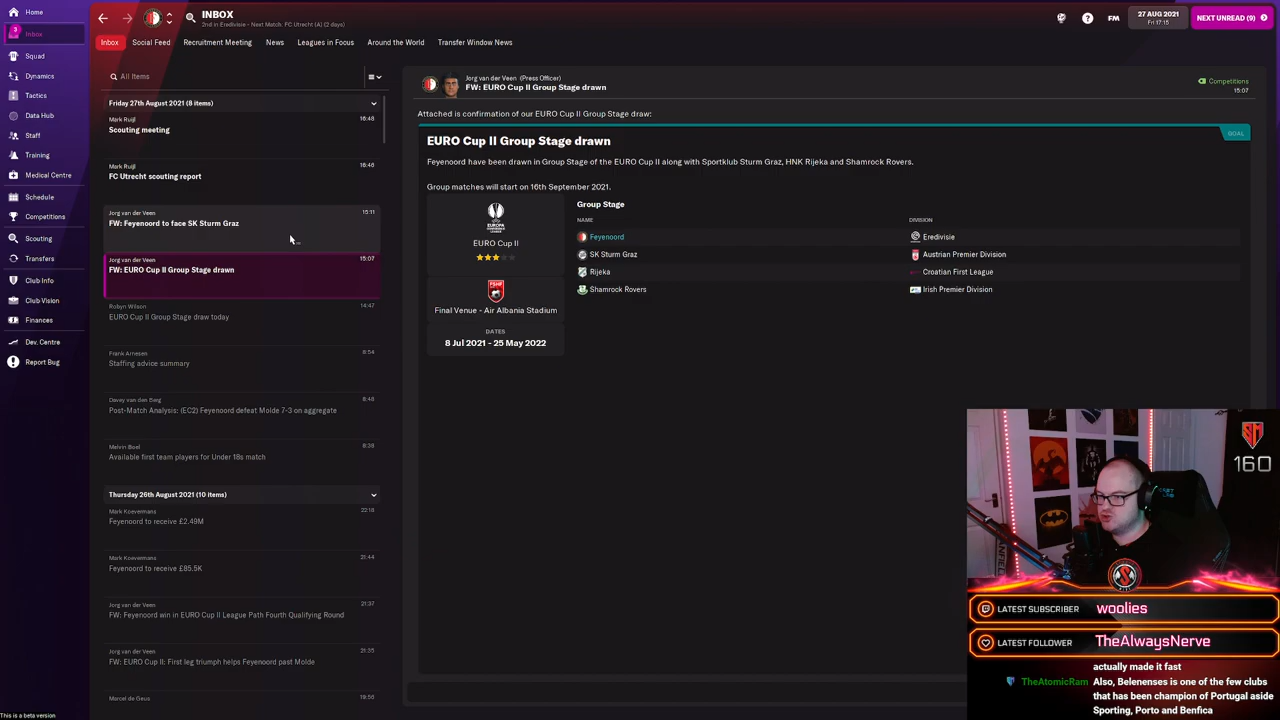 Home
INBOX
2nd in Eredivisie - Next Match: FC Utrecht (A) (2 days)
FM
27 AUG 2021
Fri 17:15
NEXT UNREAD (9)
3
Inbox
Squad
Dynamics
Tactics
Data Hub
Staff
Training
Medical Centre
Schedule
Competitions
Scouting
Transfers
Club Info
Club Vision
Finances
Dev. Centre
Report Bug
Inbox
Social Feed
Recruitment Meeting
News
Leagues in Focus
Around the World
Transfer Window News
All Items
Friday 27th August 2021 (8 items)
Mark Ruijl
16:48
Scouting meeting
Mark Ruijl
16:46
FC Utrecht scouting report
Jorg van der Veen
15:11
FW: Feyenoord to face SK Sturm Graz
Jorg van der Veen
15:07
FW: EURO Cup II Group Stage drawn
Robyn Wilson
14:47
EURO Cup II Group Stage draw today
Frank Arnesen
8:54
Staffing advice summary
Davey van den Berg
8:46
Post-Match Analysis: (EC2) Feyenoord defeat Molde 7-3 on aggregate
Melvin Boel
8:38
Available first team players for Under 18s match
Thursday 26th August 2021 (10 items)
Mark Koevermans
22:18
Feyenoord to receive £2.49M
Mark Koevermans
21:44
Feyenoord to receive £85.5K
Jorg van der Veen
21:37
FW: Feyenoord win in EURO Cup II League Path Fourth Qualifying Round
Jorg van der Veen
21:35
FW: EURO Cup II: First leg triumph helps Feyenoord past Molde
Marcel de Geus
19:56
Jorg van der Veen (Press Officer)
FW: EURO Cup II Group Stage drawn
Competitions
15:07
Attached is confirmation of our EURO Cup II Group Stage draw:
GOAL
EURO Cup II Group Stage drawn
Feyenoord have been drawn in Group Stage of the EURO Cup II along with Sportklub Sturm Graz, HNK Rijeka and Shamrock Rovers.
Group matches will start on 16th September 2021.
EURO Cup II
Final Venue - Air Albania Stadium
DATES
8 Jul 2021 - 25 May 2022
Group Stage
NAME
DIVISION
Feyenoord
Eredivisie
SK Sturm Graz
Austrian Premier Division
Rijeka
Croatian First League
Shamrock Rovers
Irish Premier Division
SM
160
LATEST SUBSCRIBER
woolies
LATEST FOLLOWER
TheAlwaysNerve
actually made it fast
TheAtomicRam
Also, Belenenses is one of the few clubs
that has been champion of Portugal aside
Sporting, Porto and Benfica
This is a beta version